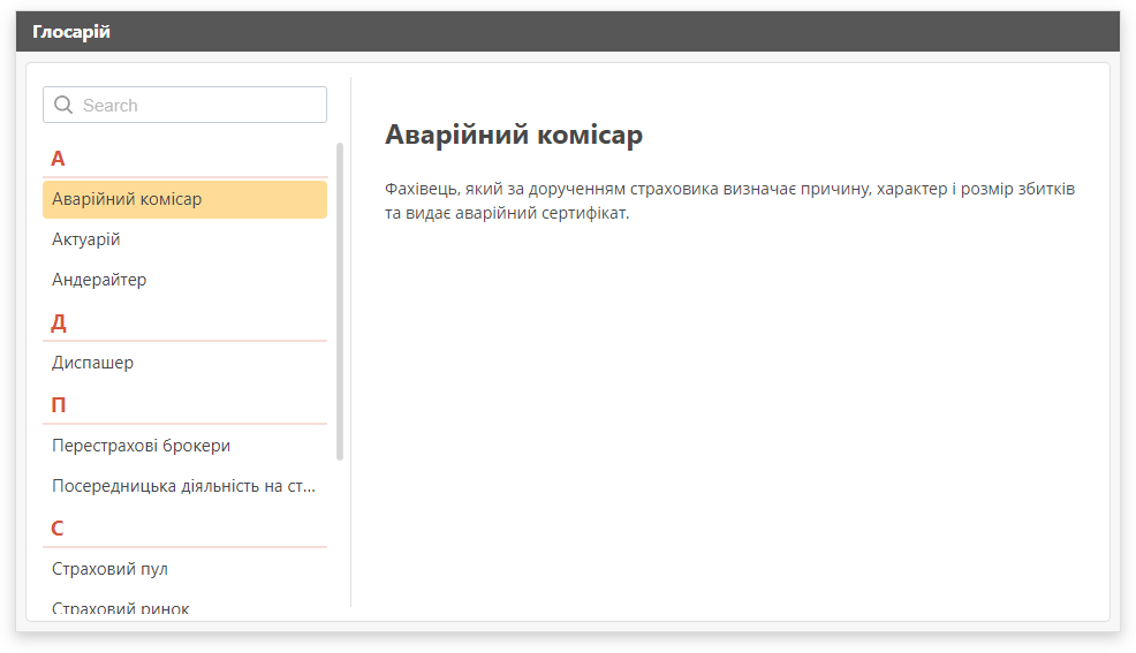 Глосарій
Search
А
Аварійний комісар
Актуарій
Андерайтер
Д
Диспашер
П
Перестрахові брокери
Посередницька діяльність на ст...
С
Страховий пул
Страховий ринок
Аварійний комісар
Фахівець, який за дорученням страховика визначає причину, характер і розмір збитків
та видає аварійний сертифікат.